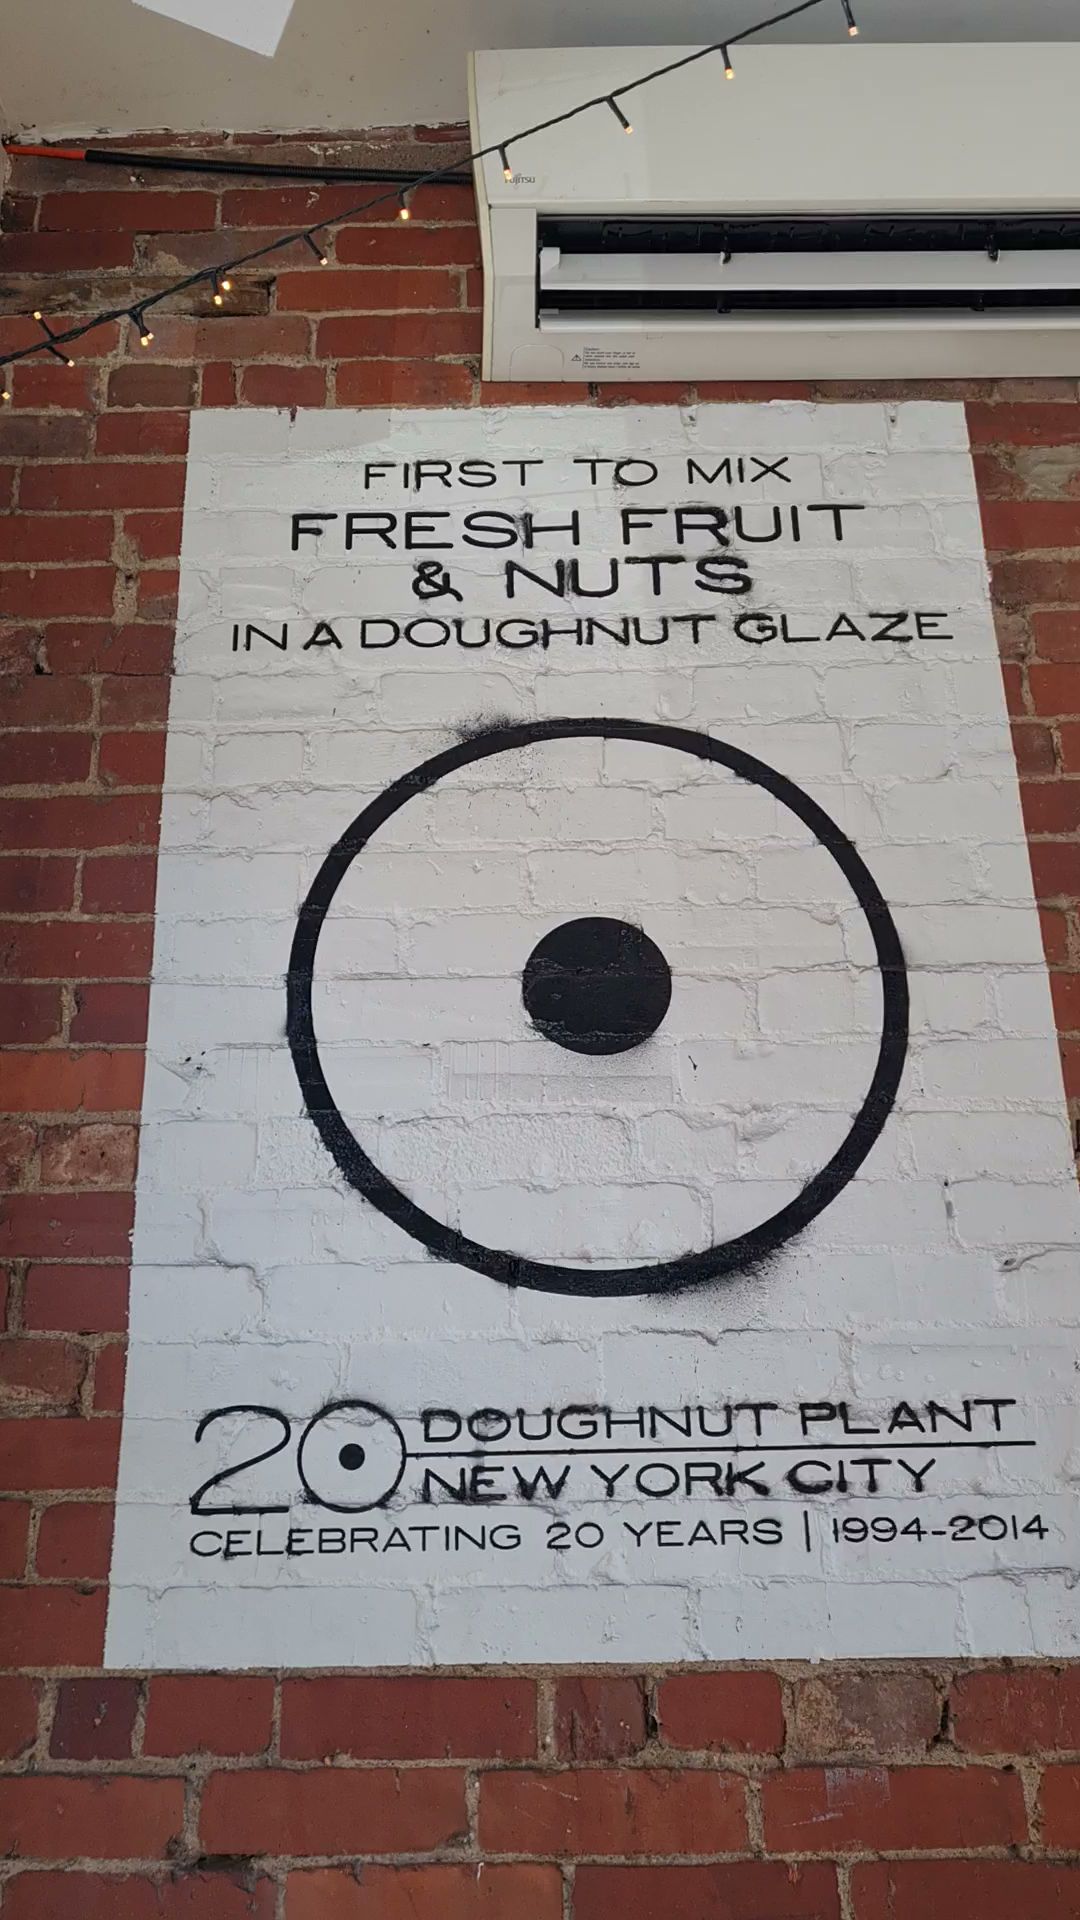 FUJITSU
FIRST TO MIX
FRESH FRUIT
& NUTS
IN A DOUGHNUT GLAZE
20 DOUGHNUT PLANT
NEW YORK CITY
CELEBRATING 20 YEARS | 1994-2014